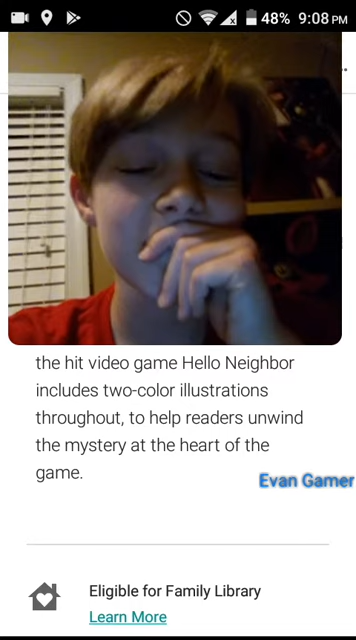 48% 9:08 PM
the hit video game Hello Neighbor
includes two-color illustrations
throughout, to help readers unwind
the mystery at the heart of the
game.
Evan Gamer
Eligible for Family Library
Learn More